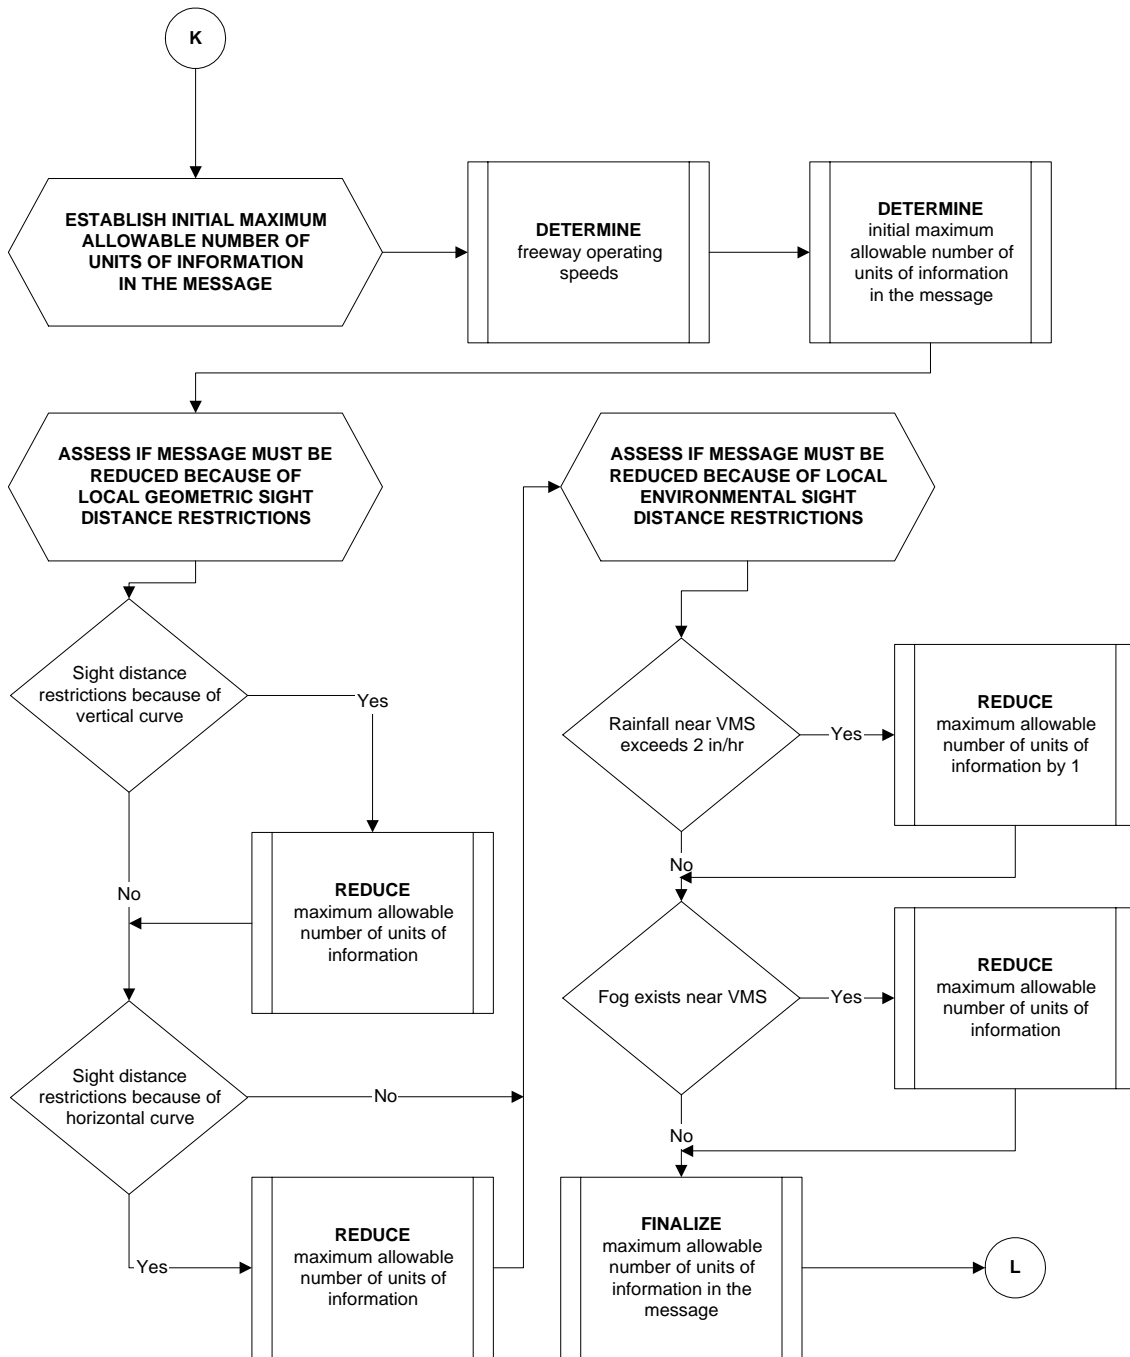 K
ESTABLISH INITIAL MAXIMUM
ALLOWABLE NUMBER OF
UNITS OF INFORMATION
IN THE MESSAGE
DETERMINE
freeway operating
speeds
DETERMINE
initial maximum
allowable number of
units of information
in the message
ASSESS IF MESSAGE MUST BE
REDUCED BECAUSE OF
LOCAL GEOMETRIC SIGHT
DISTANCE RESTRICTIONS
Sight distance
restrictions because of
vertical curve
Yes
No
REDUCE
maximum allowable
number of units of
information
Sight distance
restrictions because of
horizontal curve
No
Yes
REDUCE
maximum allowable
number of units of
information
ASSESS IF MESSAGE MUST BE
REDUCED BECAUSE OF LOCAL
ENVIRONMENTAL SIGHT
DISTANCE RESTRICTIONS
Rainfall near VMS
exceeds 2 in/hr
Yes
REDUCE
maximum allowable
number of units of
information by 1
No
Fog exists near VMS
Yes
REDUCE
maximum allowable
number of units of
information
No
FINALIZE
maximum allowable
number of units of
information in the
message
L